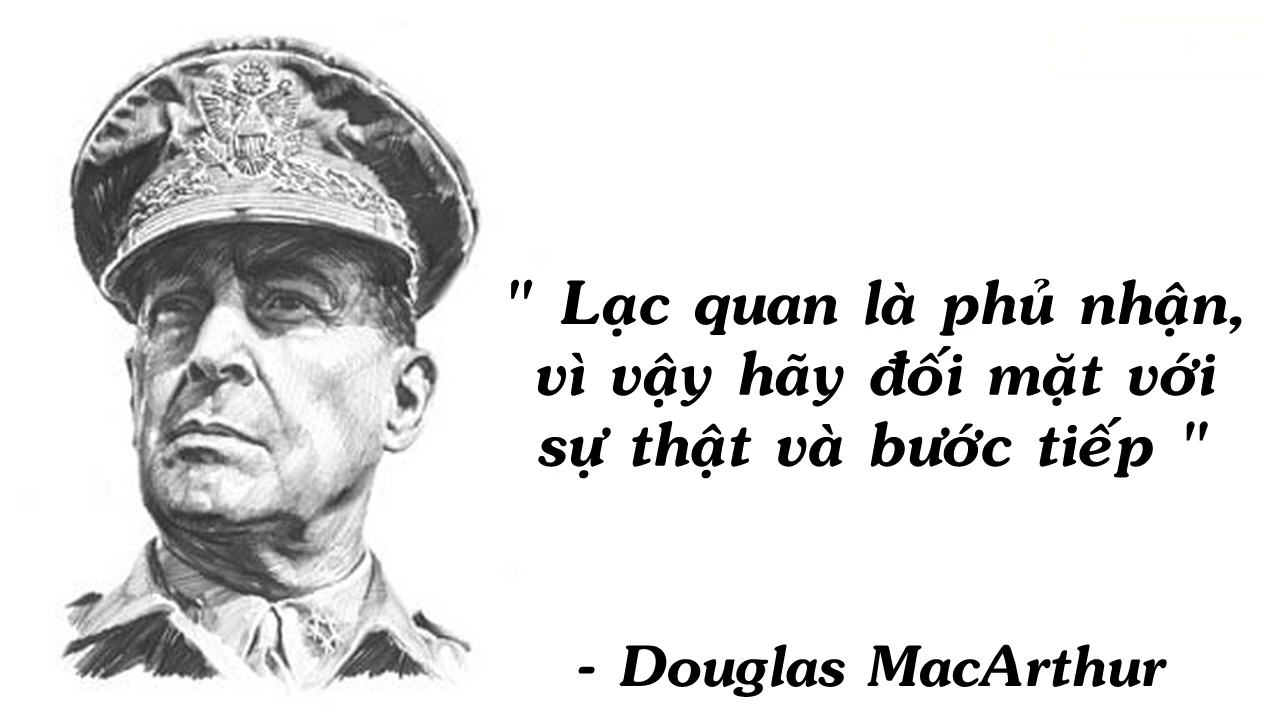 " Lạc quan là phủ nhận,
vì vậy hãy đối mặt với
sự thật và bước tiếp "
- Douglas MacArthur